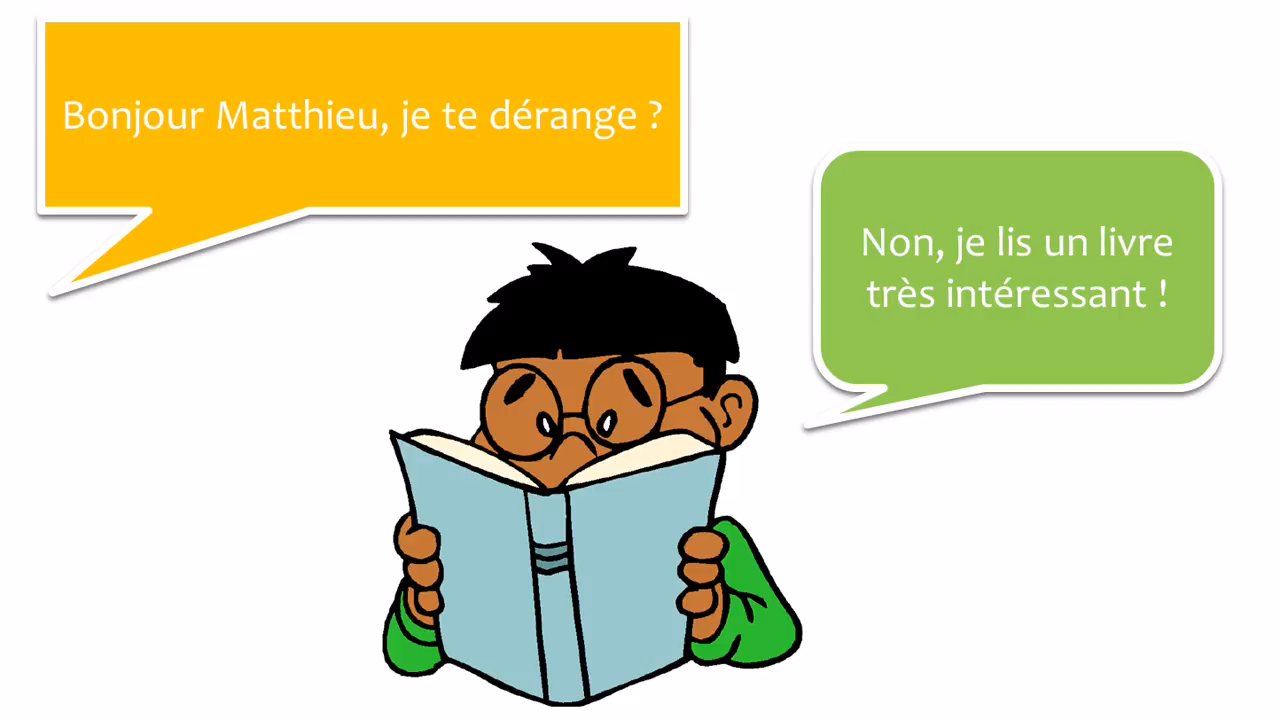 Bonjour Matthieu, je te dérange ?
Non, je lis un livre
très intéressant !